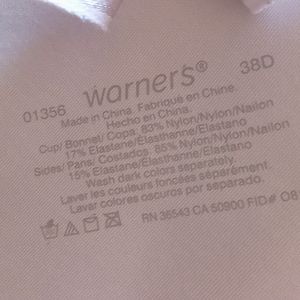 01356 warners® 38D
Made in China. Fabriqué en Chine.
Hecho en China.
Cup/ Bonnet/ Copa: 83% Nylon/Nylon/Nailon
17% Elastane/Elasthanne/Elastano
Sides/ Pans/ Costados: 85% Nylon/Nylon/Nailon
15% Elastane/Elasthanne/Elastano
Wash dark colors separately.
Laver les couleurs foncées séparément.
Lavar colores oscuros por separado.
RN 36543 CA 50900 FID# O8